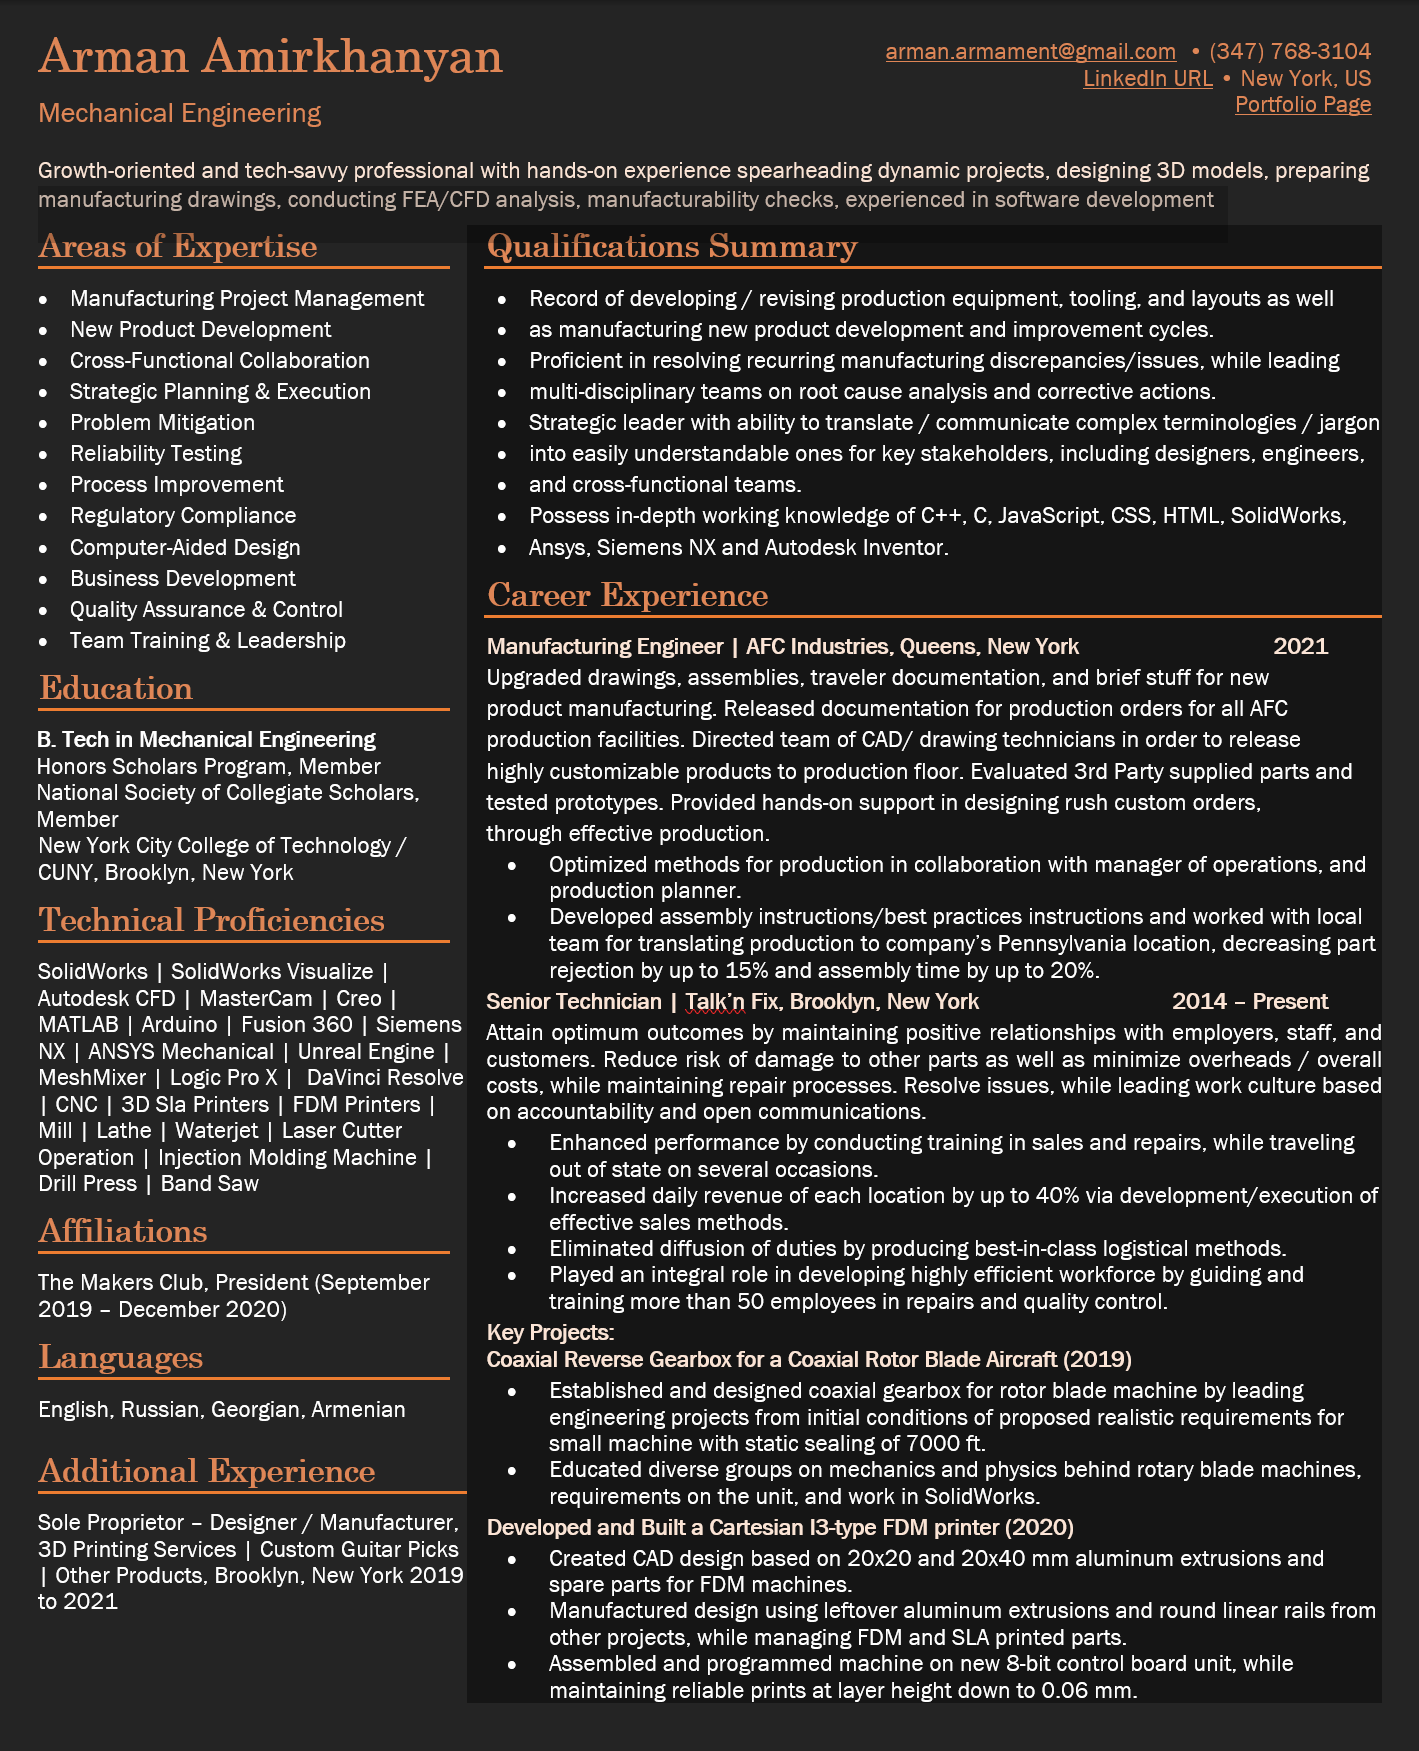 Arman Amirkhanyan
Mechanical Engineering
arman.armament@gmail.com • (347) 768-3104
LinkedIn URL • New York, US
Portfolio Page
Growth-oriented and tech-savvy professional with hands-on experience spearheading dynamic projects, designing 3D models, preparing
manufacturing drawings, conducting FEA/CFD analysis, manufacturability checks, experienced in software development
Areas of Expertise
• Manufacturing Project Management
• New Product Development
• Cross-Functional Collaboration
• Strategic Planning & Execution
• Problem Mitigation
• Reliability Testing
• Process Improvement
• Regulatory Compliance
• Computer-Aided Design
• Business Development
• Quality Assurance & Control
• Team Training & Leadership
Education
B. Tech in Mechanical Engineering
Honors Scholars Program, Member
National Society of Collegiate Scholars,
Member
New York City College of Technology /
CUNY, Brooklyn, New York
Technical Proficiencies
SolidWorks | SolidWorks Visualize |
Autodesk CFD | MasterCam | Creo |
MATLAB | Arduino | Fusion 360 | Siemens
NX | ANSYS Mechanical | Unreal Engine |
MeshMixer | Logic Pro X | DaVinci Resolve
| CNC | 3D Sla Printers | FDM Printers |
Mill | Lathe | Waterjet | Laser Cutter
Operation | Injection Molding Machine |
Drill Press | Band Saw
Affiliations
The Makers Club, President (September
2019 – December 2020)
Languages
English, Russian, Georgian, Armenian
Additional Experience
Sole Proprietor – Designer / Manufacturer,
3D Printing Services | Custom Guitar Picks
| Other Products, Brooklyn, New York 2019
to 2021
Qualifications Summary
• Record of developing / revising production equipment, tooling, and layouts as well
• as manufacturing new product development and improvement cycles.
• Proficient in resolving recurring manufacturing discrepancies/issues, while leading
• multi-disciplinary teams on root cause analysis and corrective actions.
• Strategic leader with ability to translate / communicate complex terminologies / jargon
• into easily understandable ones for key stakeholders, including designers, engineers,
• and cross-functional teams.
• Possess in-depth working knowledge of C++, C, JavaScript, CSS, HTML, SolidWorks,
• Ansys, Siemens NX and Autodesk Inventor.
Career Experience
Manufacturing Engineer | AFC Industries, Queens, New York 2021
Upgraded drawings, assemblies, traveler documentation, and brief stuff for new
product manufacturing. Released documentation for production orders for all AFC
production facilities. Directed team of CAD/ drawing technicians in order to release
highly customizable products to production floor. Evaluated 3rd Party supplied parts and
tested prototypes. Provided hands-on support in designing rush custom orders,
through effective production.
• Optimized methods for production in collaboration with manager of operations, and
production planner.
• Developed assembly instructions/best practices instructions and worked with local
team for translating production to company’s Pennsylvania location, decreasing part
rejection by up to 15% and assembly time by up to 20%.
Senior Technician | Talk’n Fix, Brooklyn, New York 2014 – Present
Attain optimum outcomes by maintaining positive relationships with employers, staff, and
customers. Reduce risk of damage to other parts as well as minimize overheads / overall
costs, while maintaining repair processes. Resolve issues, while leading work culture based
on accountability and open communications.
• Enhanced performance by conducting training in sales and repairs, while traveling
out of state on several occasions.
• Increased daily revenue of each location by up to 40% via development/execution of
effective sales methods.
• Eliminated diffusion of duties by producing best-in-class logistical methods.
• Played an integral role in developing highly efficient workforce by guiding and
training more than 50 employees in repairs and quality control.
Key Projects:
Coaxial Reverse Gearbox for a Coaxial Rotor Blade Aircraft (2019)
• Established and designed coaxial gearbox for rotor blade machine by leading
engineering projects from initial conditions of proposed realistic requirements for
small machine with static sealing of 7000 ft.
• Educated diverse groups on mechanics and physics behind rotary blade machines,
requirements on the unit, and work in SolidWorks.
Developed and Built a Cartesian I3-type FDM printer (2020)
• Created CAD design based on 20x20 and 20x40 mm aluminum extrusions and
spare parts for FDM machines.
• Manufactured design using leftover aluminum extrusions and round linear rails from
other projects, while managing FDM and SLA printed parts.
• Assembled and programmed machine on new 8-bit control board unit, while
maintaining reliable prints at layer height down to 0.06 mm.